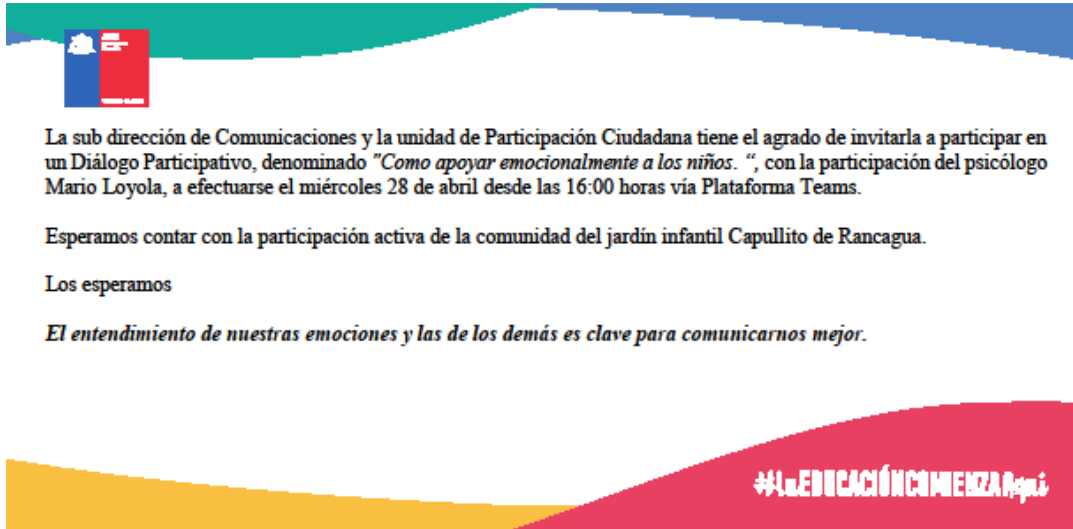 La sub dirección de Comunicaciones y la unidad de Participación Ciudadana tiene el agrado de invitarla a participar en
un Diálogo Participativo, denominado "Como apoyar emocionalmente a los niños. “, con la participación del psicólogo
Mario Loyola, a efectuarse el miércoles 28 de abril desde las 16:00 horas vía Plataforma Teams.
Esperamos contar con la participación activa de la comunidad del jardín infantil Capullito de Rancagua.
Los esperamos
El entendimiento de nuestras emociones y las de los demás es clave para comunicarnos mejor.
#LaEDUCACIÓNCOMIENZAAquí